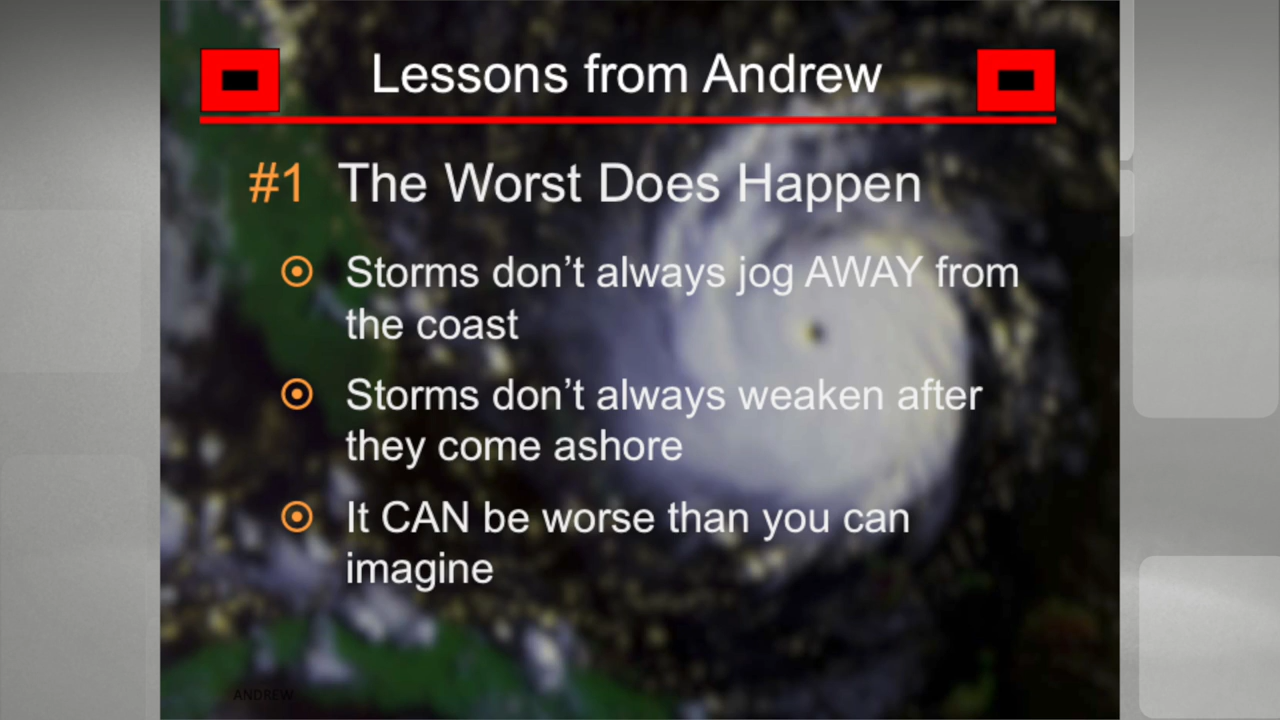 Lessons from Andrew
#1 The Worst Does Happen
Storms don’t always jog AWAY from
the coast
Storms don’t always weaken after
they come ashore
It CAN be worse than you can
imagine
ANDREW